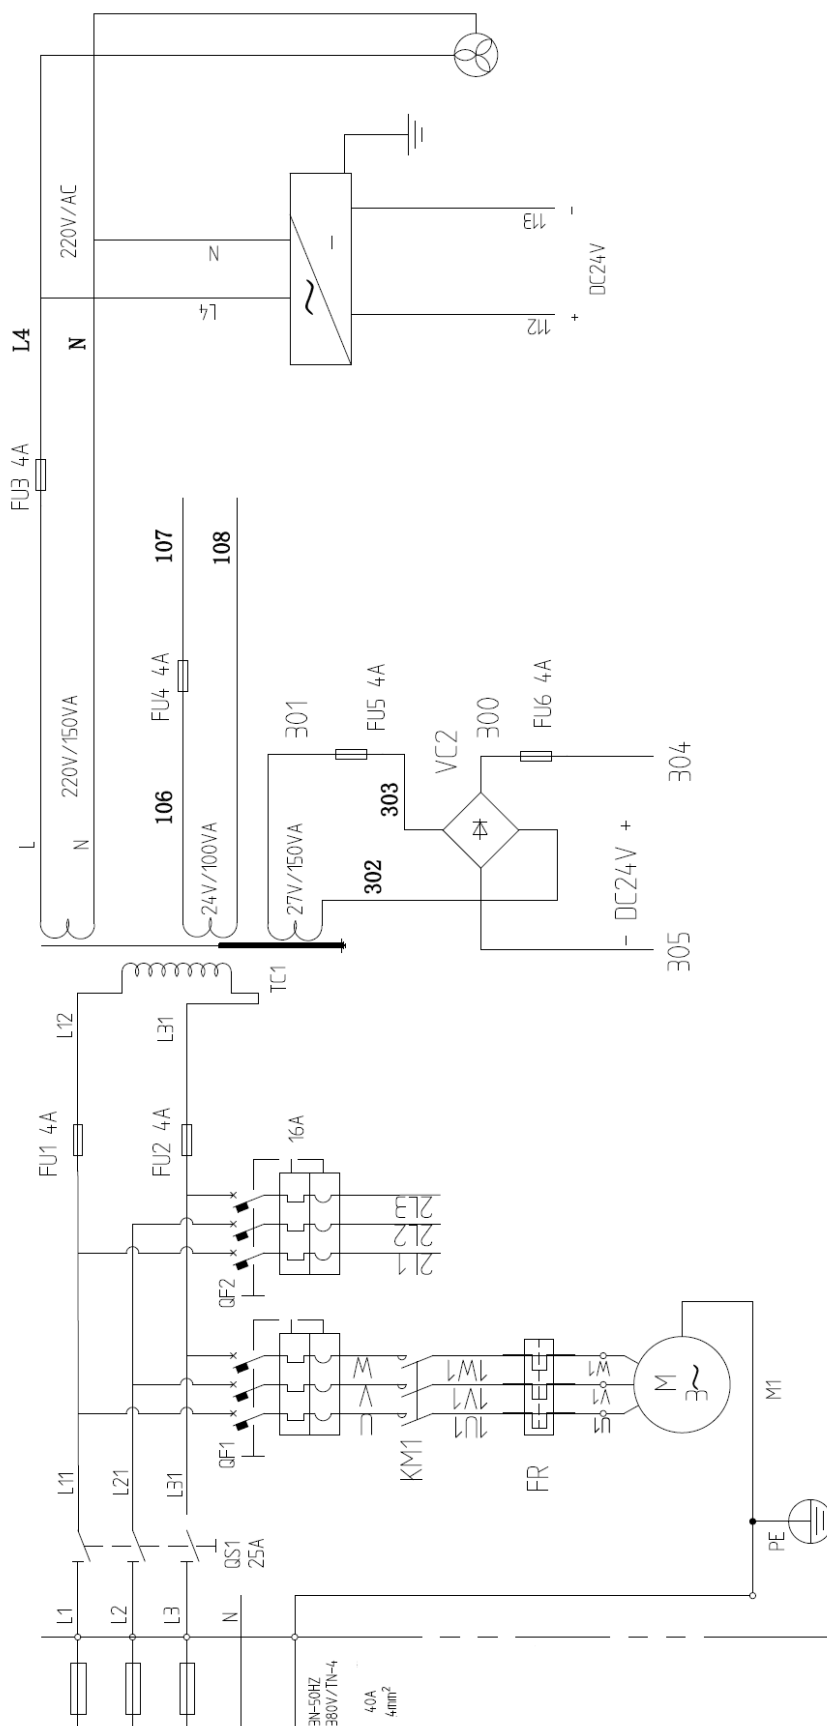 L4
N
220V/AC
N
L4
113
-
112
+
DC24V
FU3 4A
107
108
FU4 4A
106
L
N
220V/150VA
24V/100VA
27V/150VA
301
FU5 4A
303
302
VC2
300
FU6 4A
304
- DC24V +
305
TC1
L12
L31
FU1 4A
FU2 4A
16A
2L3
2L2
2L1
QF2
QF1
W
V
U
KM1
1W1
1V1
1U1
FR
W1
V1
U1
M
3~
M1
PE
L11
L21
L31
QS1
25A
L1
L2
L3
N
3N-50HZ
380V/TN-4
40A
4mm²